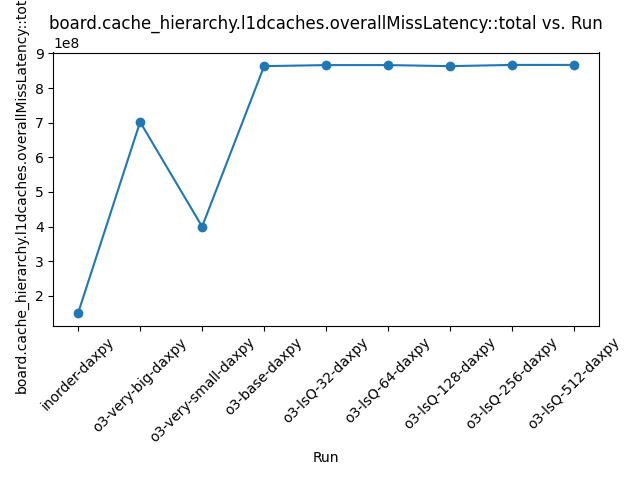 board.cache_hierarchy.l1dcaches.overallMissLatency::total vs. Run
1e8
board.cache_hierarchy.l1dcaches.overallMissLatency::tot
9
8
7
6
5
4
3
2
inorder-daxpy
o3-very-big-daxpy
o3-very-small-daxpy
o3-base-daxpy
o3-lsQ-32-daxpy
o3-lsQ-64-daxpy
o3-lsQ-128-daxpy
o3-lsQ-256-daxpy
o3-lsQ-512-daxpy
Run